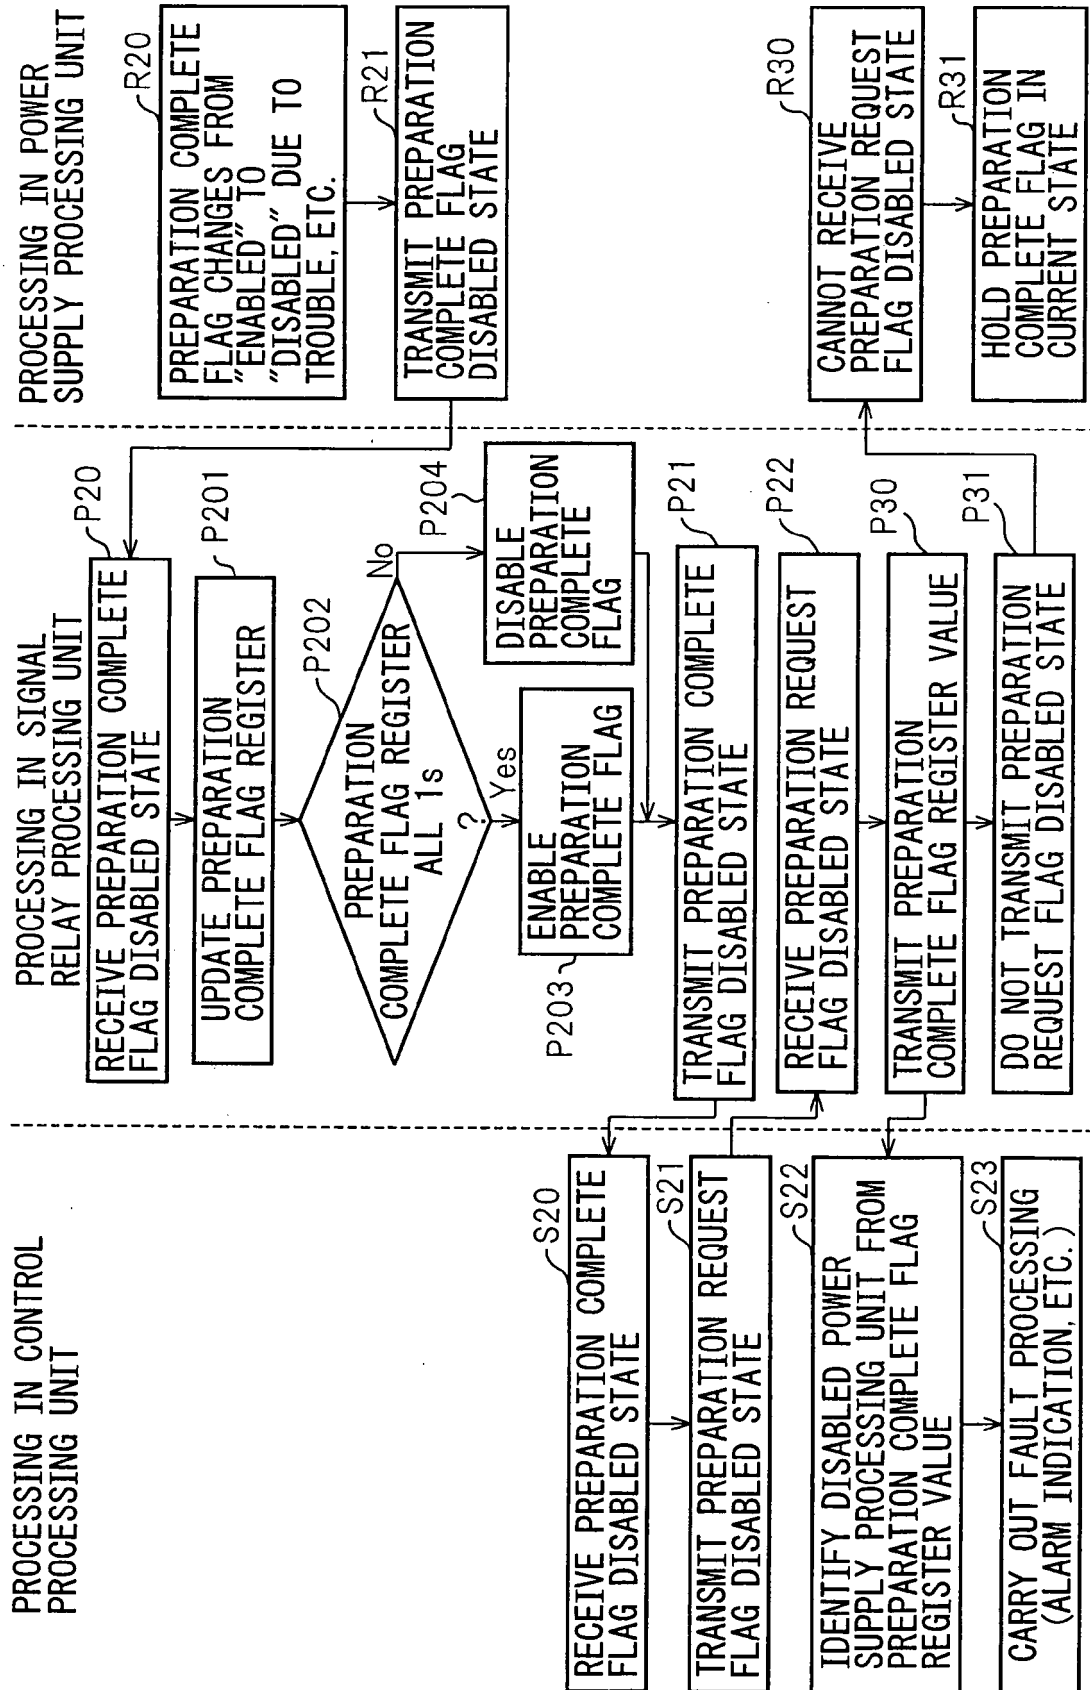 PROCESSING IN CONTROL
PROCESSING UNIT
S20
RECEIVE PREPARATION COMPLETE
FLAG DISABLED STATE
S21
TRANSMIT PREPARATION REQUEST
FLAG DISABLED STATE
S22
IDENTIFY DISABLED POWER
SUPPLY PROCESSING UNIT FROM
PREPARATION COMPLETE FLAG
REGISTER VALUE
S23
CARRY OUT FAULT PROCESSING
(ALARM INDICATION, ETC.)
PROCESSING IN SIGNAL
RELAY PROCESSING UNIT
P20
RECEIVE PREPARATION COMPLETE
FLAG DISABLED STATE
P201
UPDATE PREPARATION
COMPLETE FLAG REGISTER
P202
PREPARATION
COMPLETE FLAG REGISTER
ALL 1s
?
No
Yes
P203
ENABLE
PREPARATION
COMPLETE FLAG
P204
DISABLE
PREPARATION
COMPLETE
FLAG
P21
TRANSMIT PREPARATION COMPLETE
FLAG DISABLED STATE
P22
RECEIVE PREPARATION REQUEST
FLAG DISABLED STATE
P30
TRANSMIT PREPARATION
COMPLETE FLAG REGISTER VALUE
P31
DO NOT TRANSMIT PREPARATION
REQUEST FLAG DISABLED STATE
PROCESSING IN POWER
SUPPLY PROCESSING UNIT
R20
PREPARATION COMPLETE
FLAG CHANGES FROM
"ENABLED" TO
"DISABLED" DUE TO
TROUBLE, ETC.
R21
TRANSMIT PREPARATION
COMPLETE FLAG
DISABLED STATE
R30
CANNOT RECEIVE
PREPARATION REQUEST
FLAG DISABLED STATE
R31
HOLD PREPARATION
COMPLETE FLAG IN
CURRENT STATE